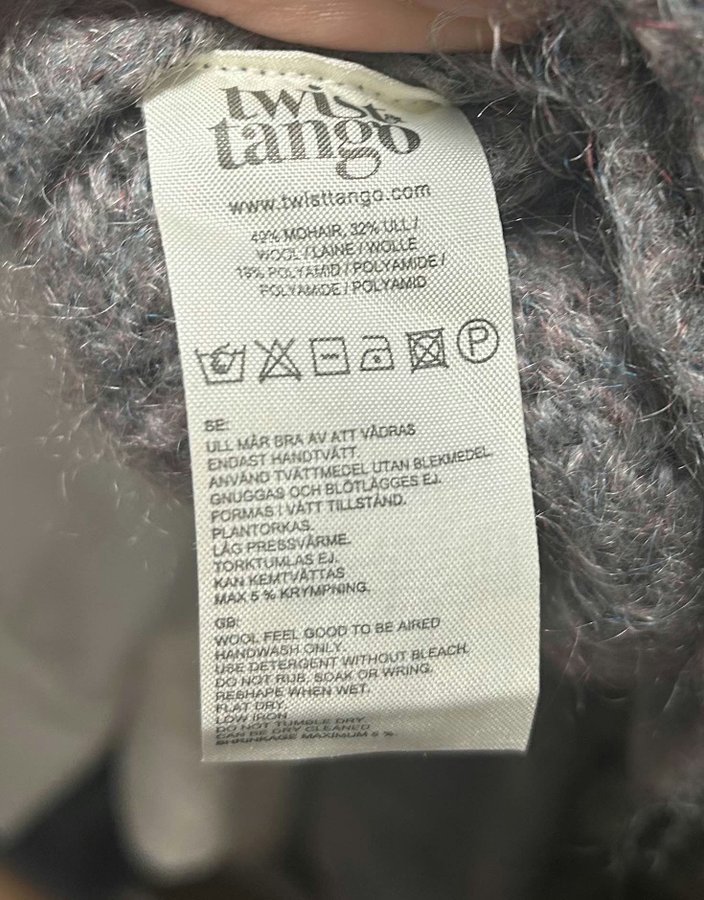 twist &
tango
www.twisttango.com
49% MOHAIR, 32% ULL /
WOOL / LAINE / WOLLE
19% POLYAMID / POLYAMIDE /
POLYAMIDE / POLYAMID
P
SE:
ULL MÅR BRA AV ATT VÄDRAS
ENDAST HANDTVÄTT.
ANVÄND TVÄTTMEDEL UTAN BLEKMEDEL.
GNUGGAS OCH BLÖTLÄGGES EJ.
FORMAS I VÅTT TILLSTÅND.
PLANTORKAS.
LÅG PRESSVÄRME.
TORKTUMLAS EJ.
KAN KEMTVÄTTAS
MAX 5 % KRYMPNING.
GB:
WOOL FEEL GOOD TO BE AIRED
HANDWASH ONLY.
USE DETERGENT WITHOUT BLEACH.
DO NOT RUB, SOAK OR WRING.
RESHAPE WHEN WET.
FLAT DRY.
LOW IRON
DO NOT TUMBLE DRY.
CAN BE DRY CLEANED
SHRINKAGE MAXIMUM 5 %.